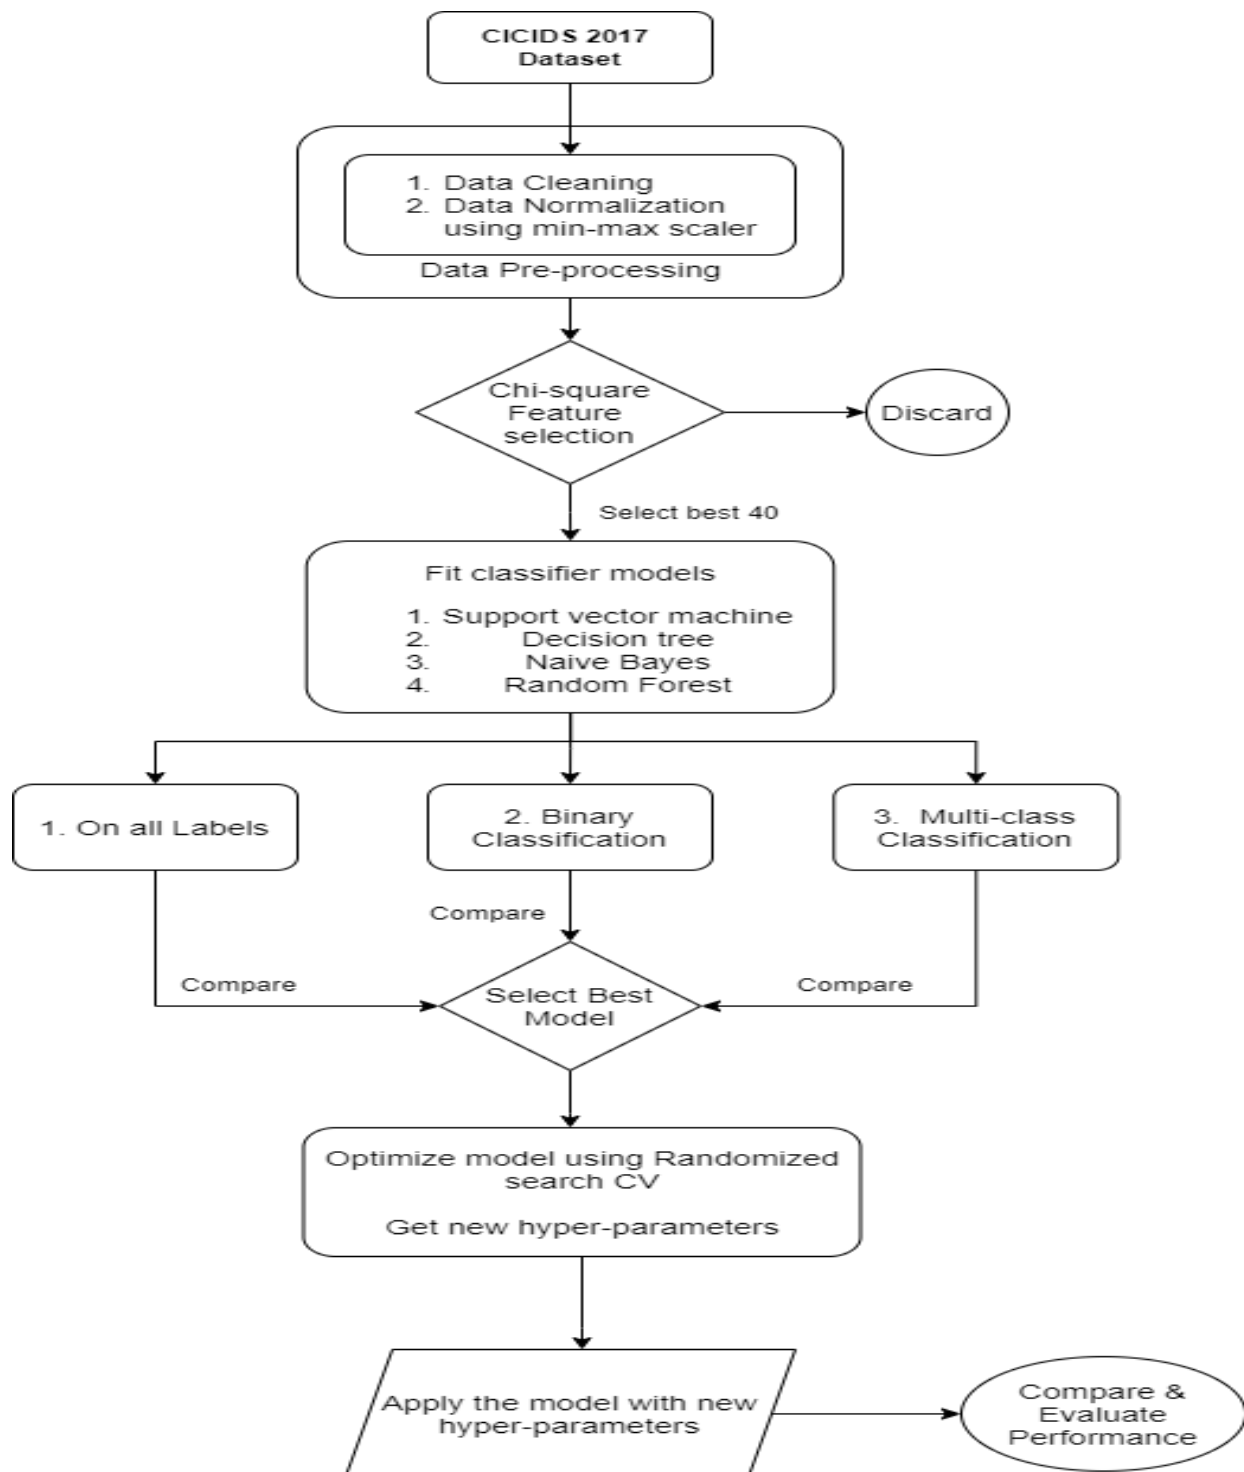 CICIDS 2017
Dataset
1. Data Cleaning
2. Data Normalization
using min-max scaler
Data Pre-processing
Chi-square
Feature
selection
Discard
Select best 40
Fit classifier models
1. Support vector machine
2. Decision tree
3. Naive Bayes
4. Random Forest
1. On all Labels
2. Binary
Classification
3. Multi-class
Classification
Compare
Compare
Compare
Select Best
Model
Optimize model using Randomized
search CV
Get new hyper-parameters
Apply the model with new
hyper-parameters
Compare &
Evaluate
Performance